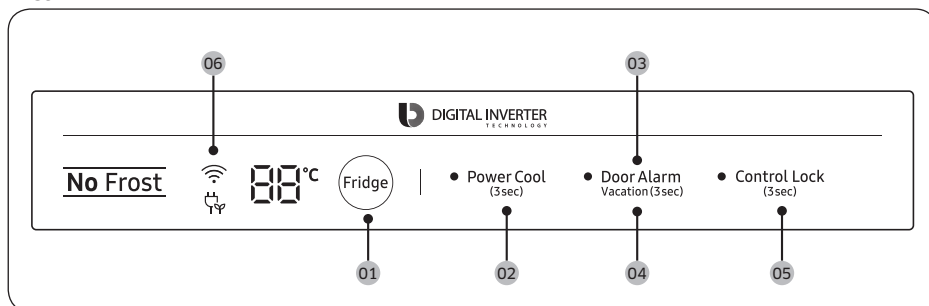 06
03
DIGITAL INVERTER
TECHNOLOGY
No Frost
88°C
Fridge
Power Cool
(3sec)
Door Alarm
Vacation (3sec)
Control Lock
(3sec)
01
02
04
05